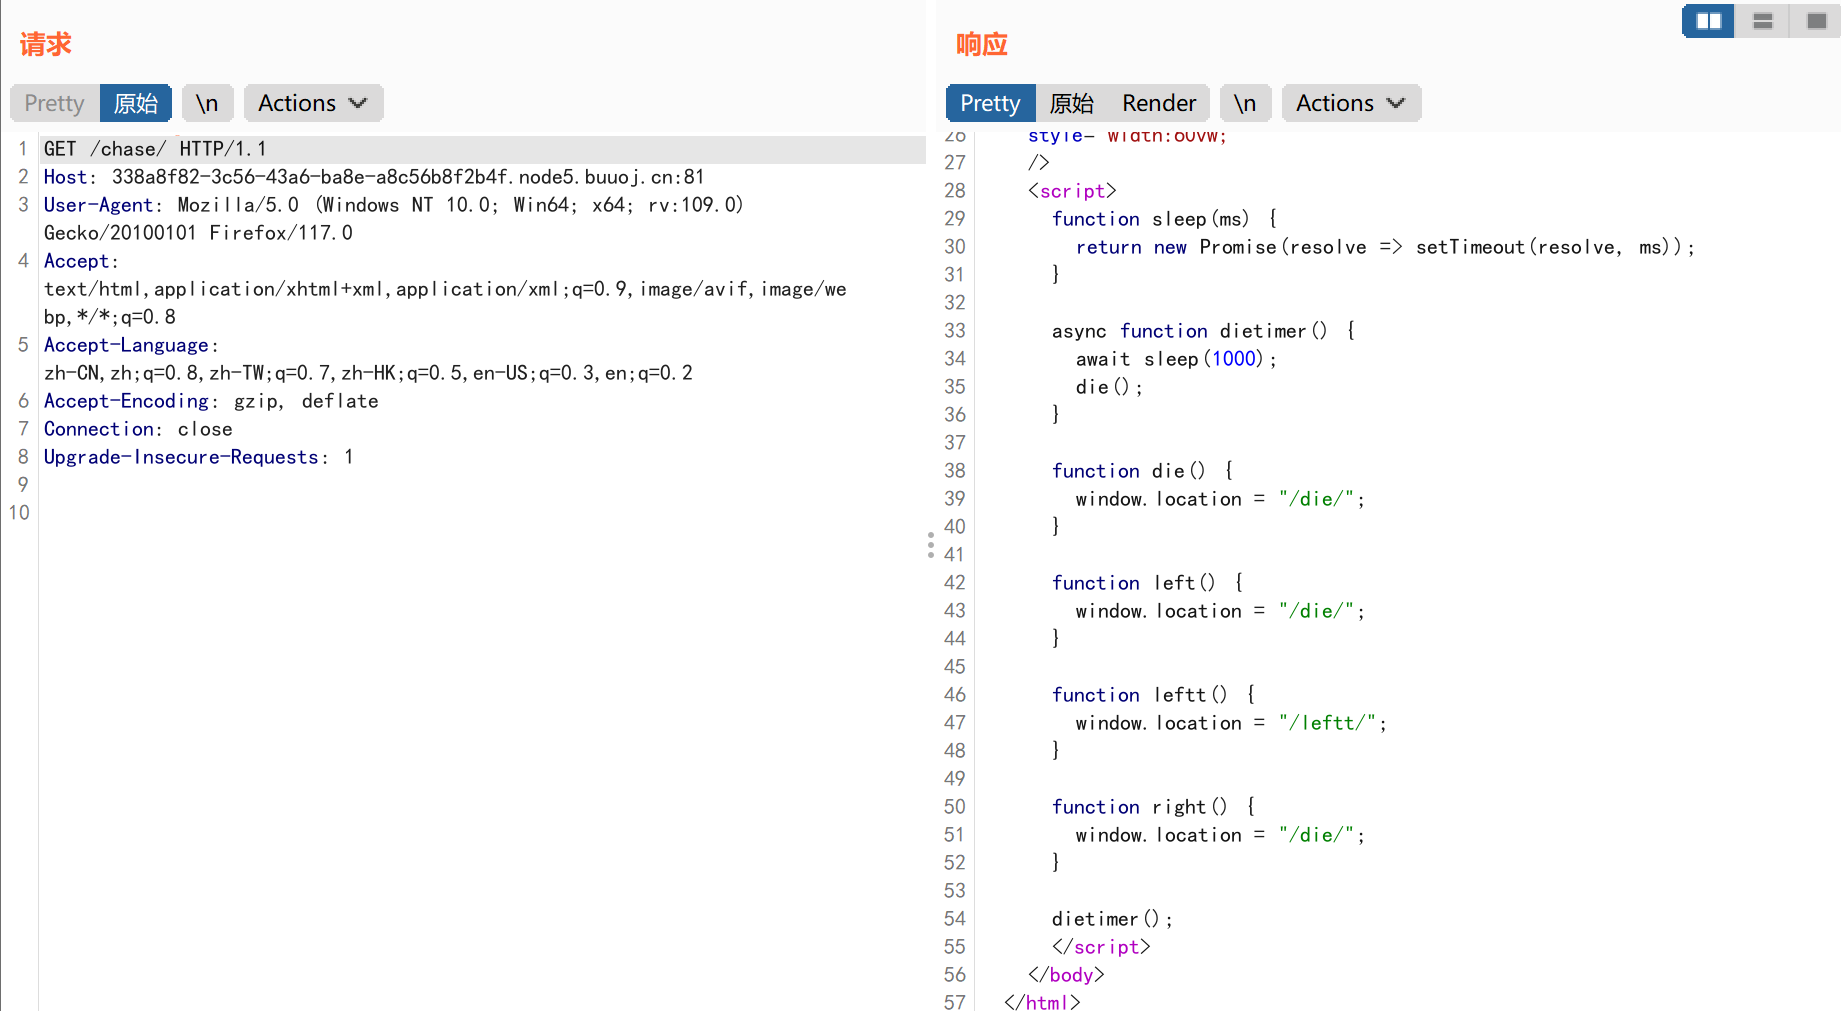 请求
Pretty 原始 \n Actions
1 GET /chase/ HTTP/1.1
2 Host: 338a8f82-3c56-43a6-ba8e-a8c56b8f2b4f.node5.buuoj.cn:81
3 User-Agent: Mozilla/5.0 (Windows NT 10.0; Win64; x64; rv:109.0)
Gecko/20100101 Firefox/117.0
4 Accept:
text/html,application/xhtml+xml,application/xml;q=0.9,image/avif,image/we
bp,*/*;q=0.8
5 Accept-Language:
zh-CN,zh;q=0.8,zh-TW;q=0.7,zh-HK;q=0.5,en-US;q=0.3,en;q=0.2
6 Accept-Encoding: gzip, deflate
7 Connection: close
8 Upgrade-Insecure-Requests: 1
9
10
响应
Pretty 原始 Render \n Actions
26 style= width:60vw;
27 />
28 <script>
29 function sleep(ms) {
30 return new Promise(resolve => setTimeout(resolve, ms));
31 }
32
33 async function dietimer() {
34 await sleep(1000);
35 die();
36 }
37
38 function die() {
39 window.location = "/die/";
40 }
41
42 function left() {
43 window.location = "/die/";
44 }
45
46 function leftt() {
47 window.location = "/leftt/";
48 }
49
50 function right() {
51 window.location = "/die/";
52 }
53
54 dietimer();
55 </script>
56 </body>
57 </html>